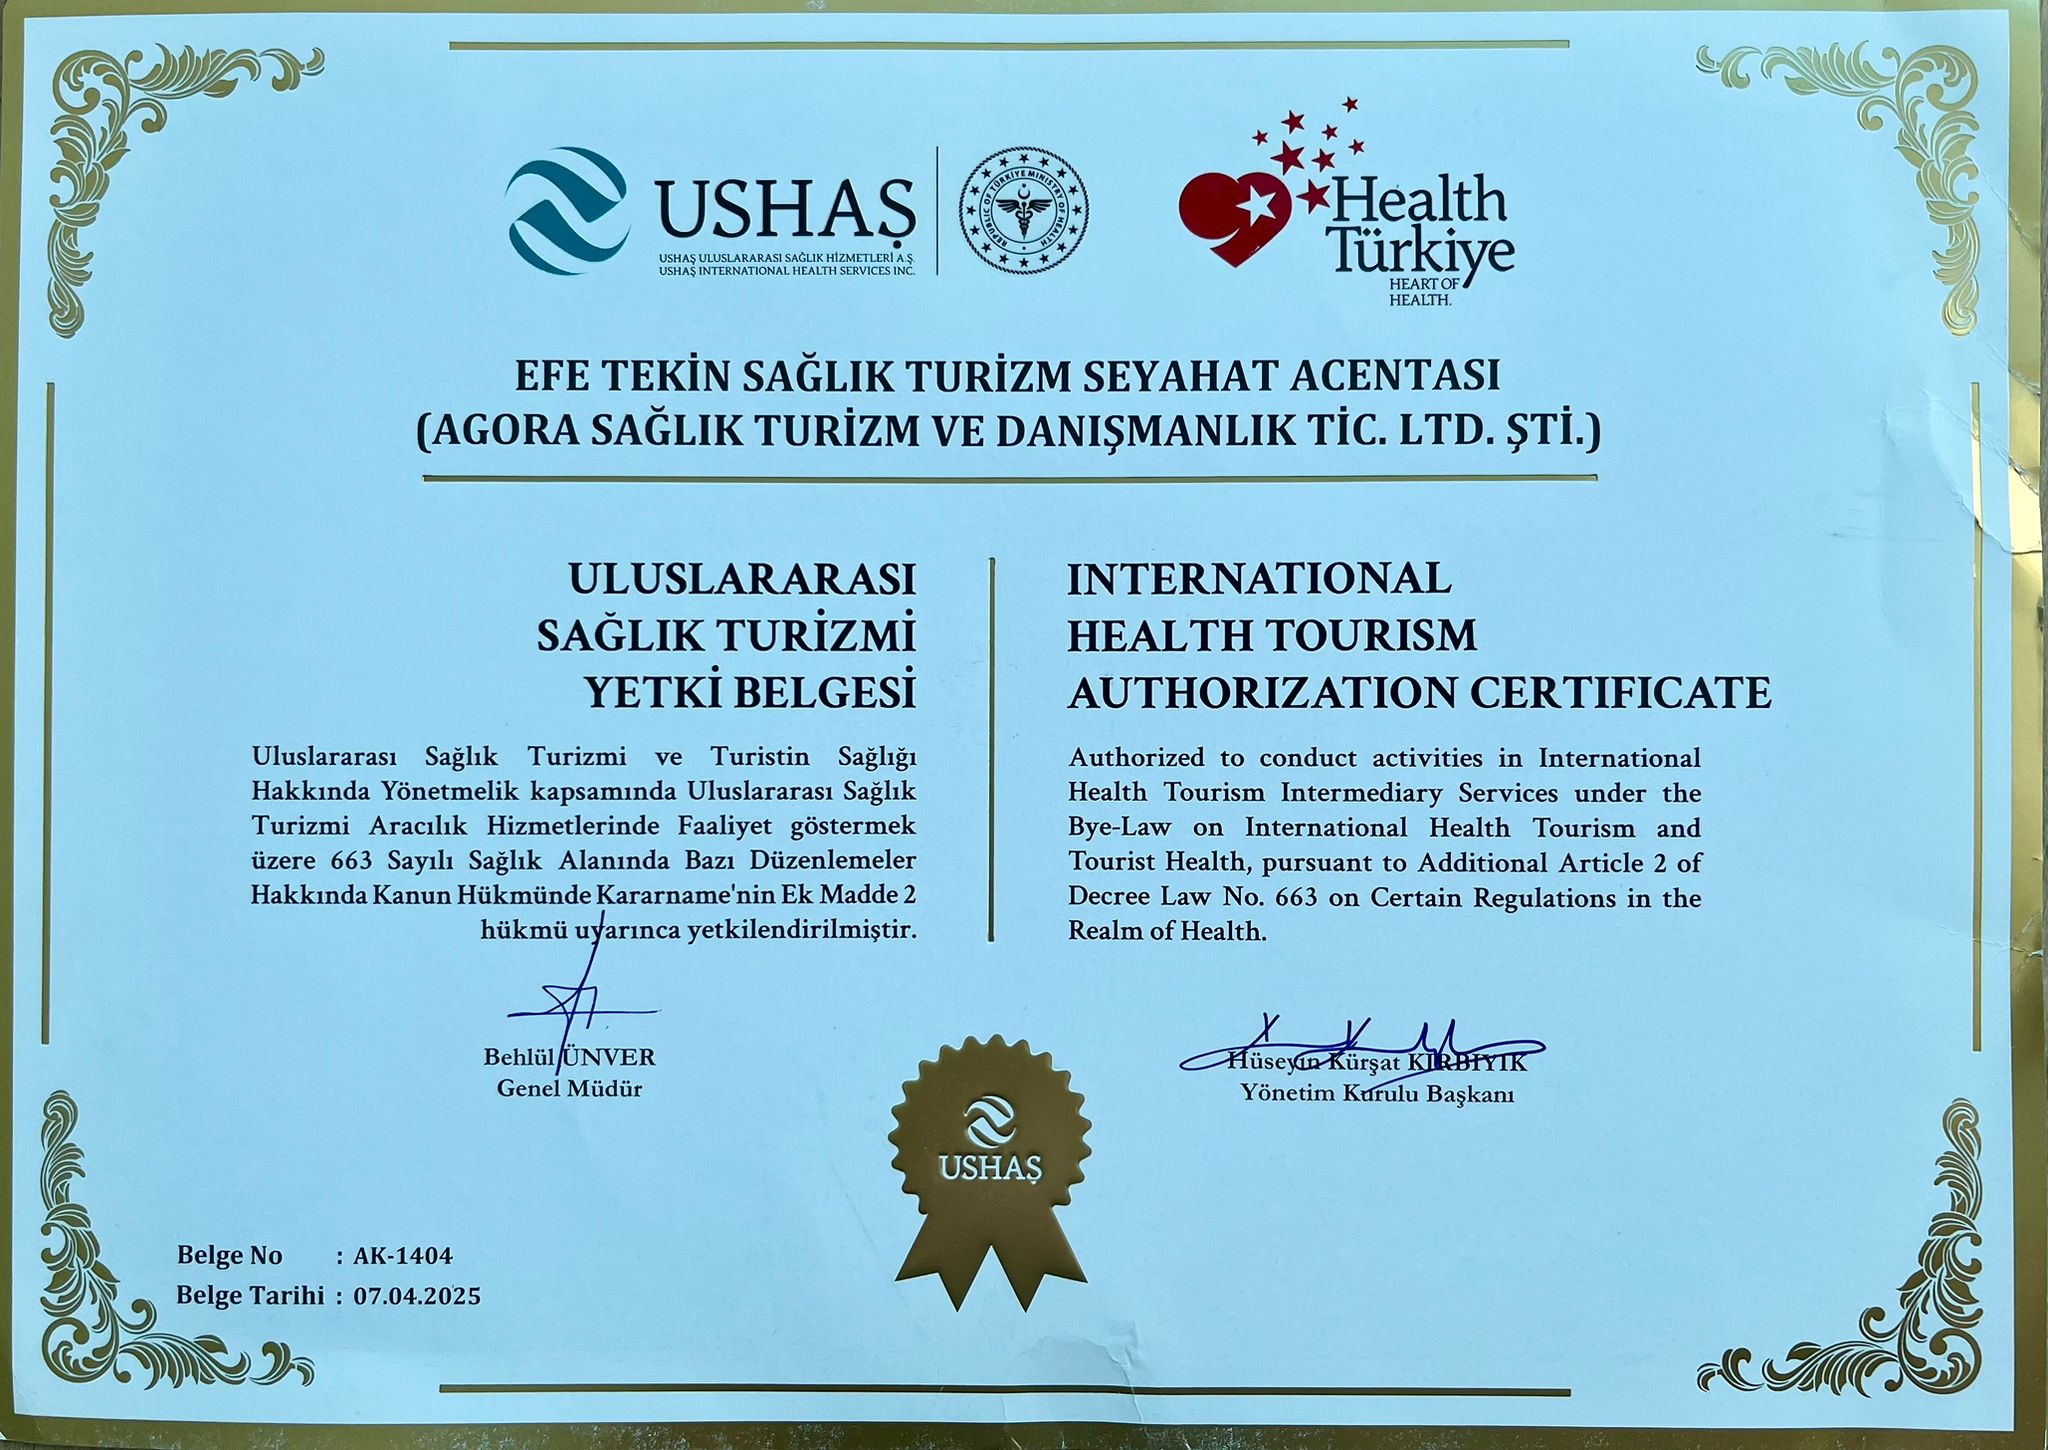 USHAŞ
USHAŞ ULUSLARARASI SAĞLIK HİZMETLERİ A.Ş.
USHAŞ INTERNATIONAL HEALTH SERVICES INC.
REPUBLIC OF TÜRKİYE MINISTRY OF HEALTH
Health
Türkiye
HEART OF
HEALTH.
EFE TEKİN SAĞLIK TURİZM SEYAHAT ACENTASI
(AGORA SAĞLIK TURİZM VE DANIŞMANLIK TİC. LTD. ŞTİ.)
ULUSLARARASI
SAĞLIK TURİZMİ
YETKİ BELGESİ
Uluslararası Sağlık Turizmi ve Turistin Sağlığı
Hakkında Yönetmelik kapsamında Uluslararası Sağlık
Turizmi Aracılık Hizmetlerinde Faaliyet göstermek
üzere 663 Sayılı Sağlık Alanında Bazı Düzenlemeler
Hakkında Kanun Hükmünde Kararname'nin Ek Madde 2
hükmü uyarınca yetkilendirilmiştir.
INTERNATIONAL
HEALTH TOURISM
AUTHORIZATION CERTIFICATE
Authorized to conduct activities in International
Health Tourism Intermediary Services under the
Bye-Law on International Health Tourism and
Tourist Health, pursuant to Additional Article 2 of
Decree Law No. 663 on Certain Regulations in the
Realm of Health.
Behlül ÜNVER
Genel Müdür
Hüseyin Kürşat KIRBIYIK
Yönetim Kurulu Başkanı
USHAŞ
Belge No : AK-1404
Belge Tarihi : 07.04.2025